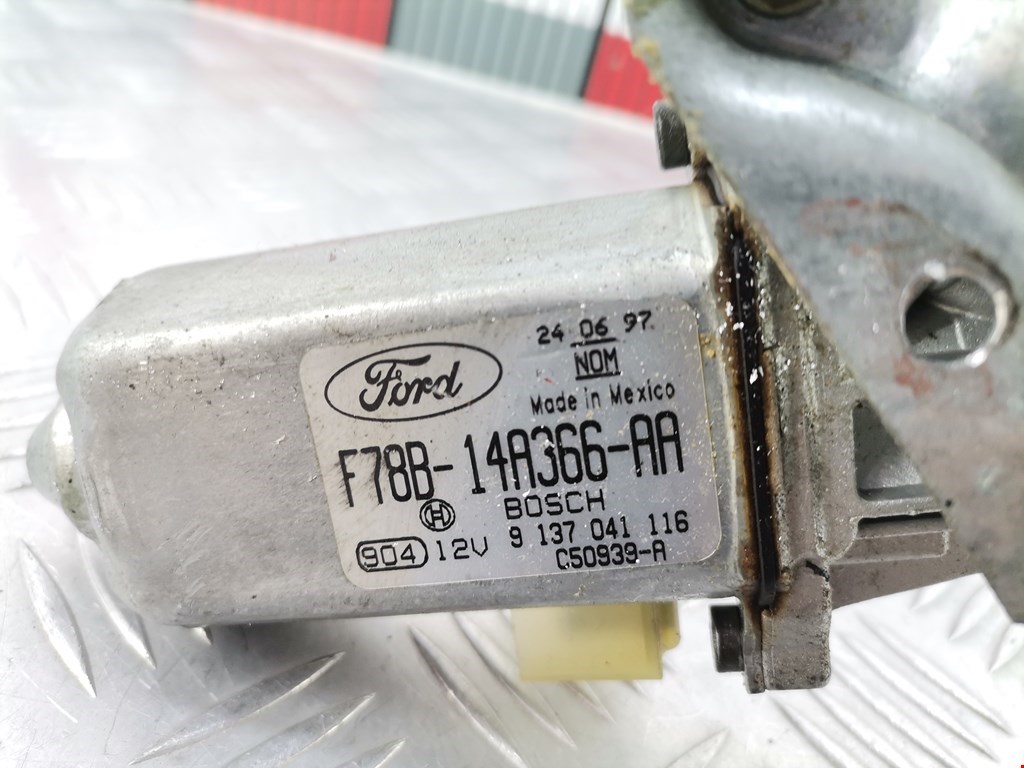 Ford
24 06 97.
NOM
Made in Mexico
F78B-14A366-AA
BOSCH
904 12V 9 137 041 116
C50939-A